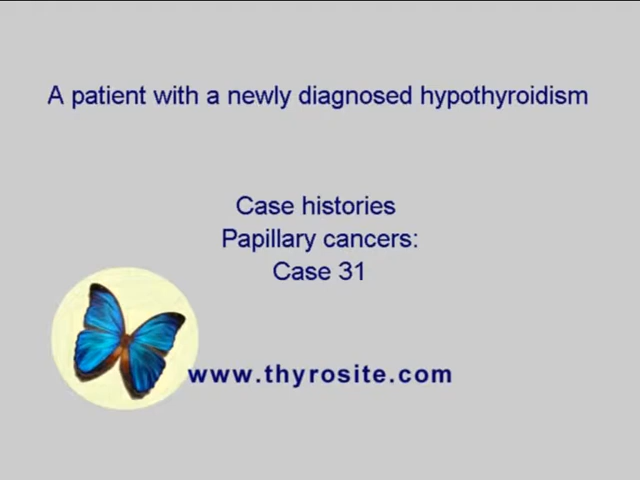 A patient with a newly diagnosed hypothyroidism
Case histories
Papillary cancers:
Case 31
www.thyrosite.com